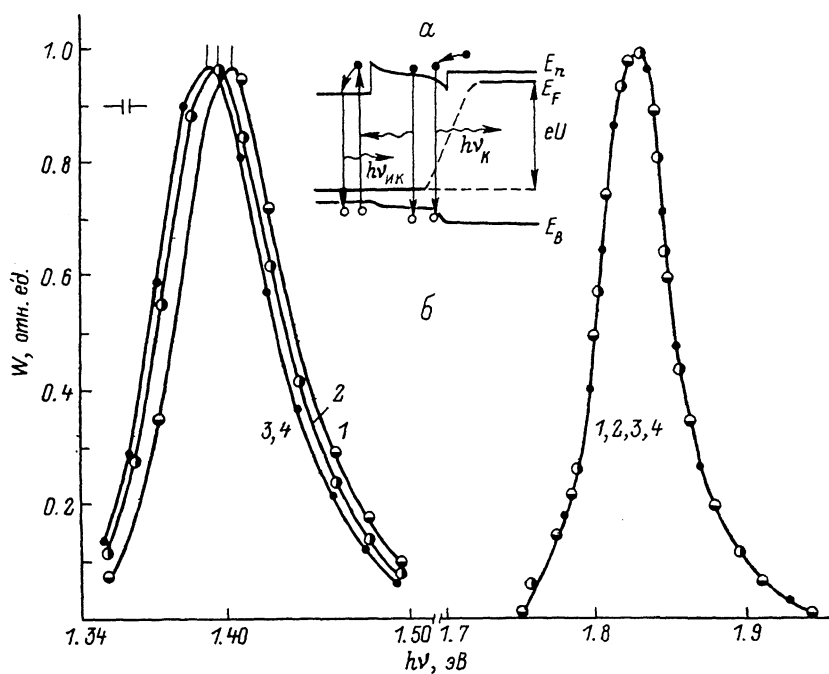 а
E_n
E_F
eU
hν_к
hν_ик
E_в
б
W, отн. ед.
1.0
0.8
0.6
0.4
0.2
2
3,4 1
1,2,3,4
1.34 1.40 1.50 1.7 1.8 1.9
hν, эВ